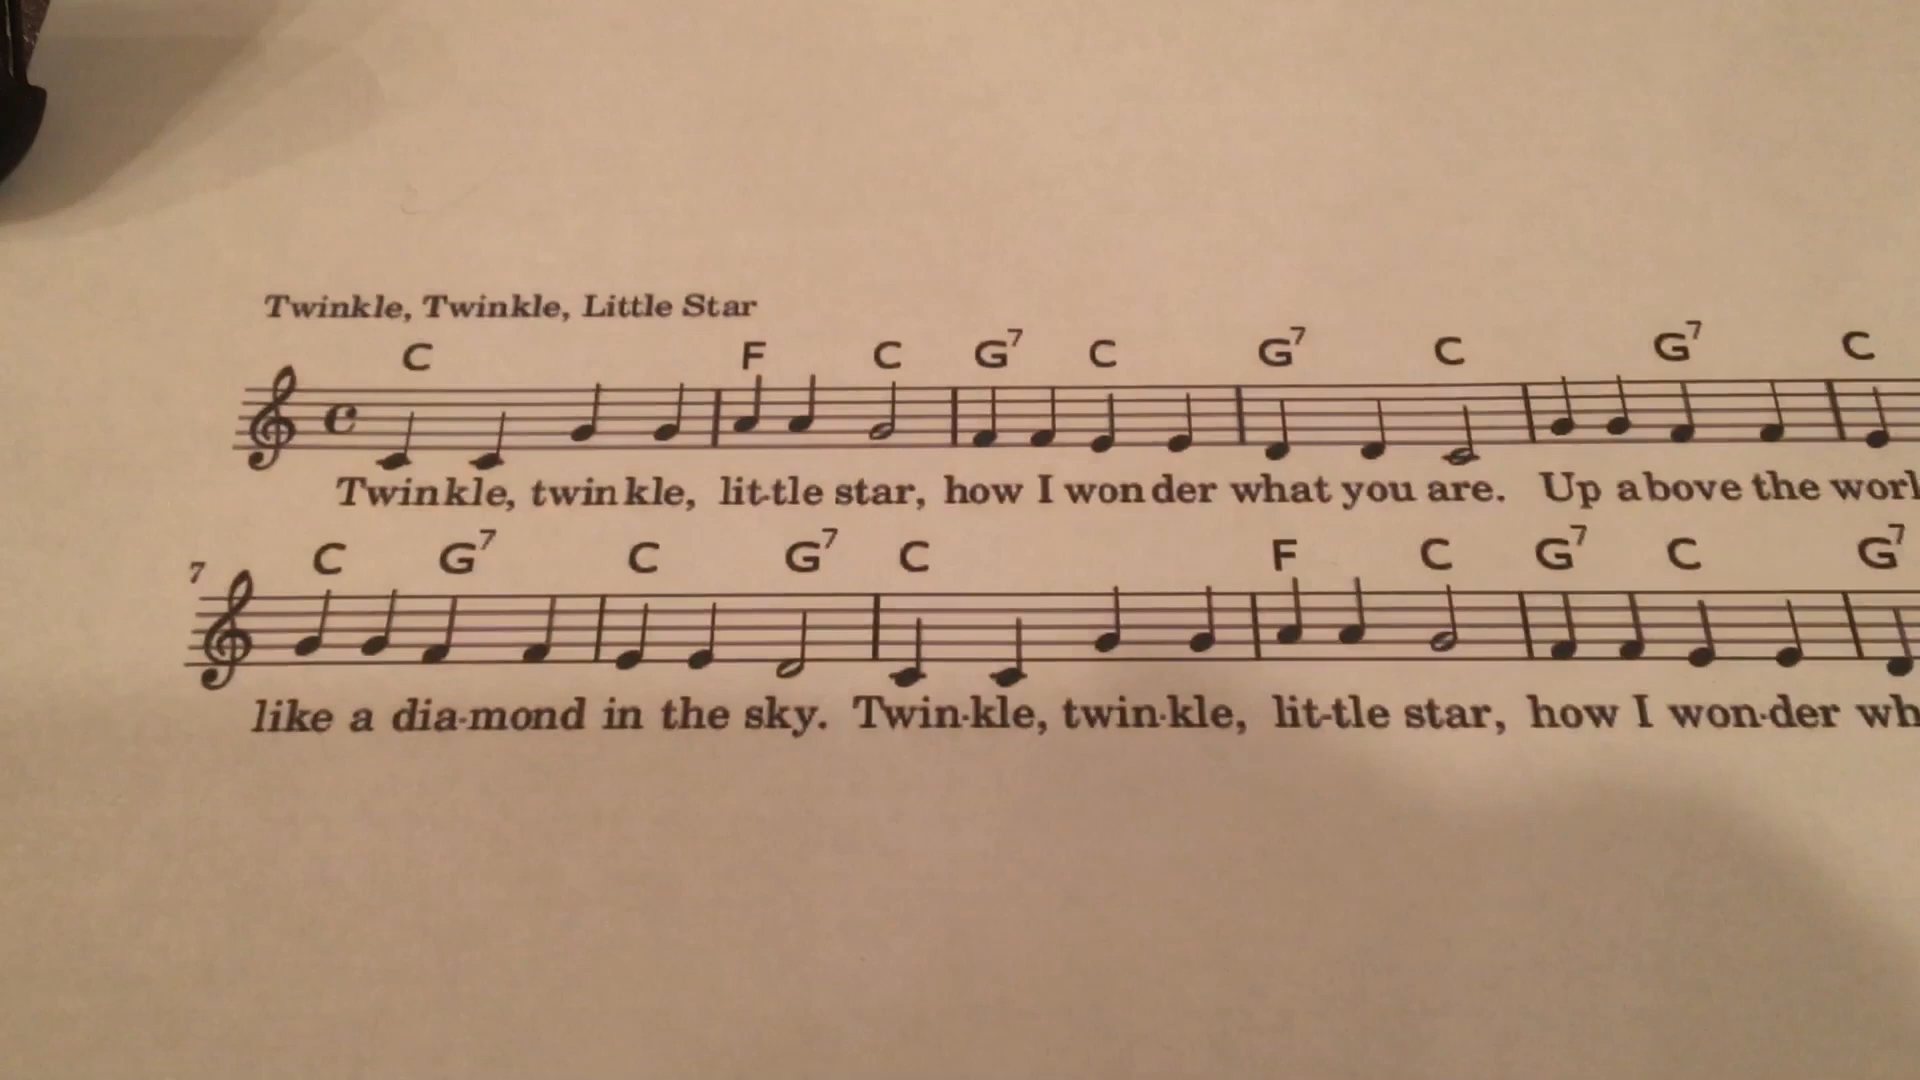 Twinkle, Twinkle, Little Star
C F C G7 C G7 C G7 C
Twinkle, twinkle, lit-tle star, how I wonder what you are. Up above the
7 C G7 C G7 C F C G7 C G7
like a dia-mond in the sky. Twin-kle, twin-kle, lit-tle star, how I won-der